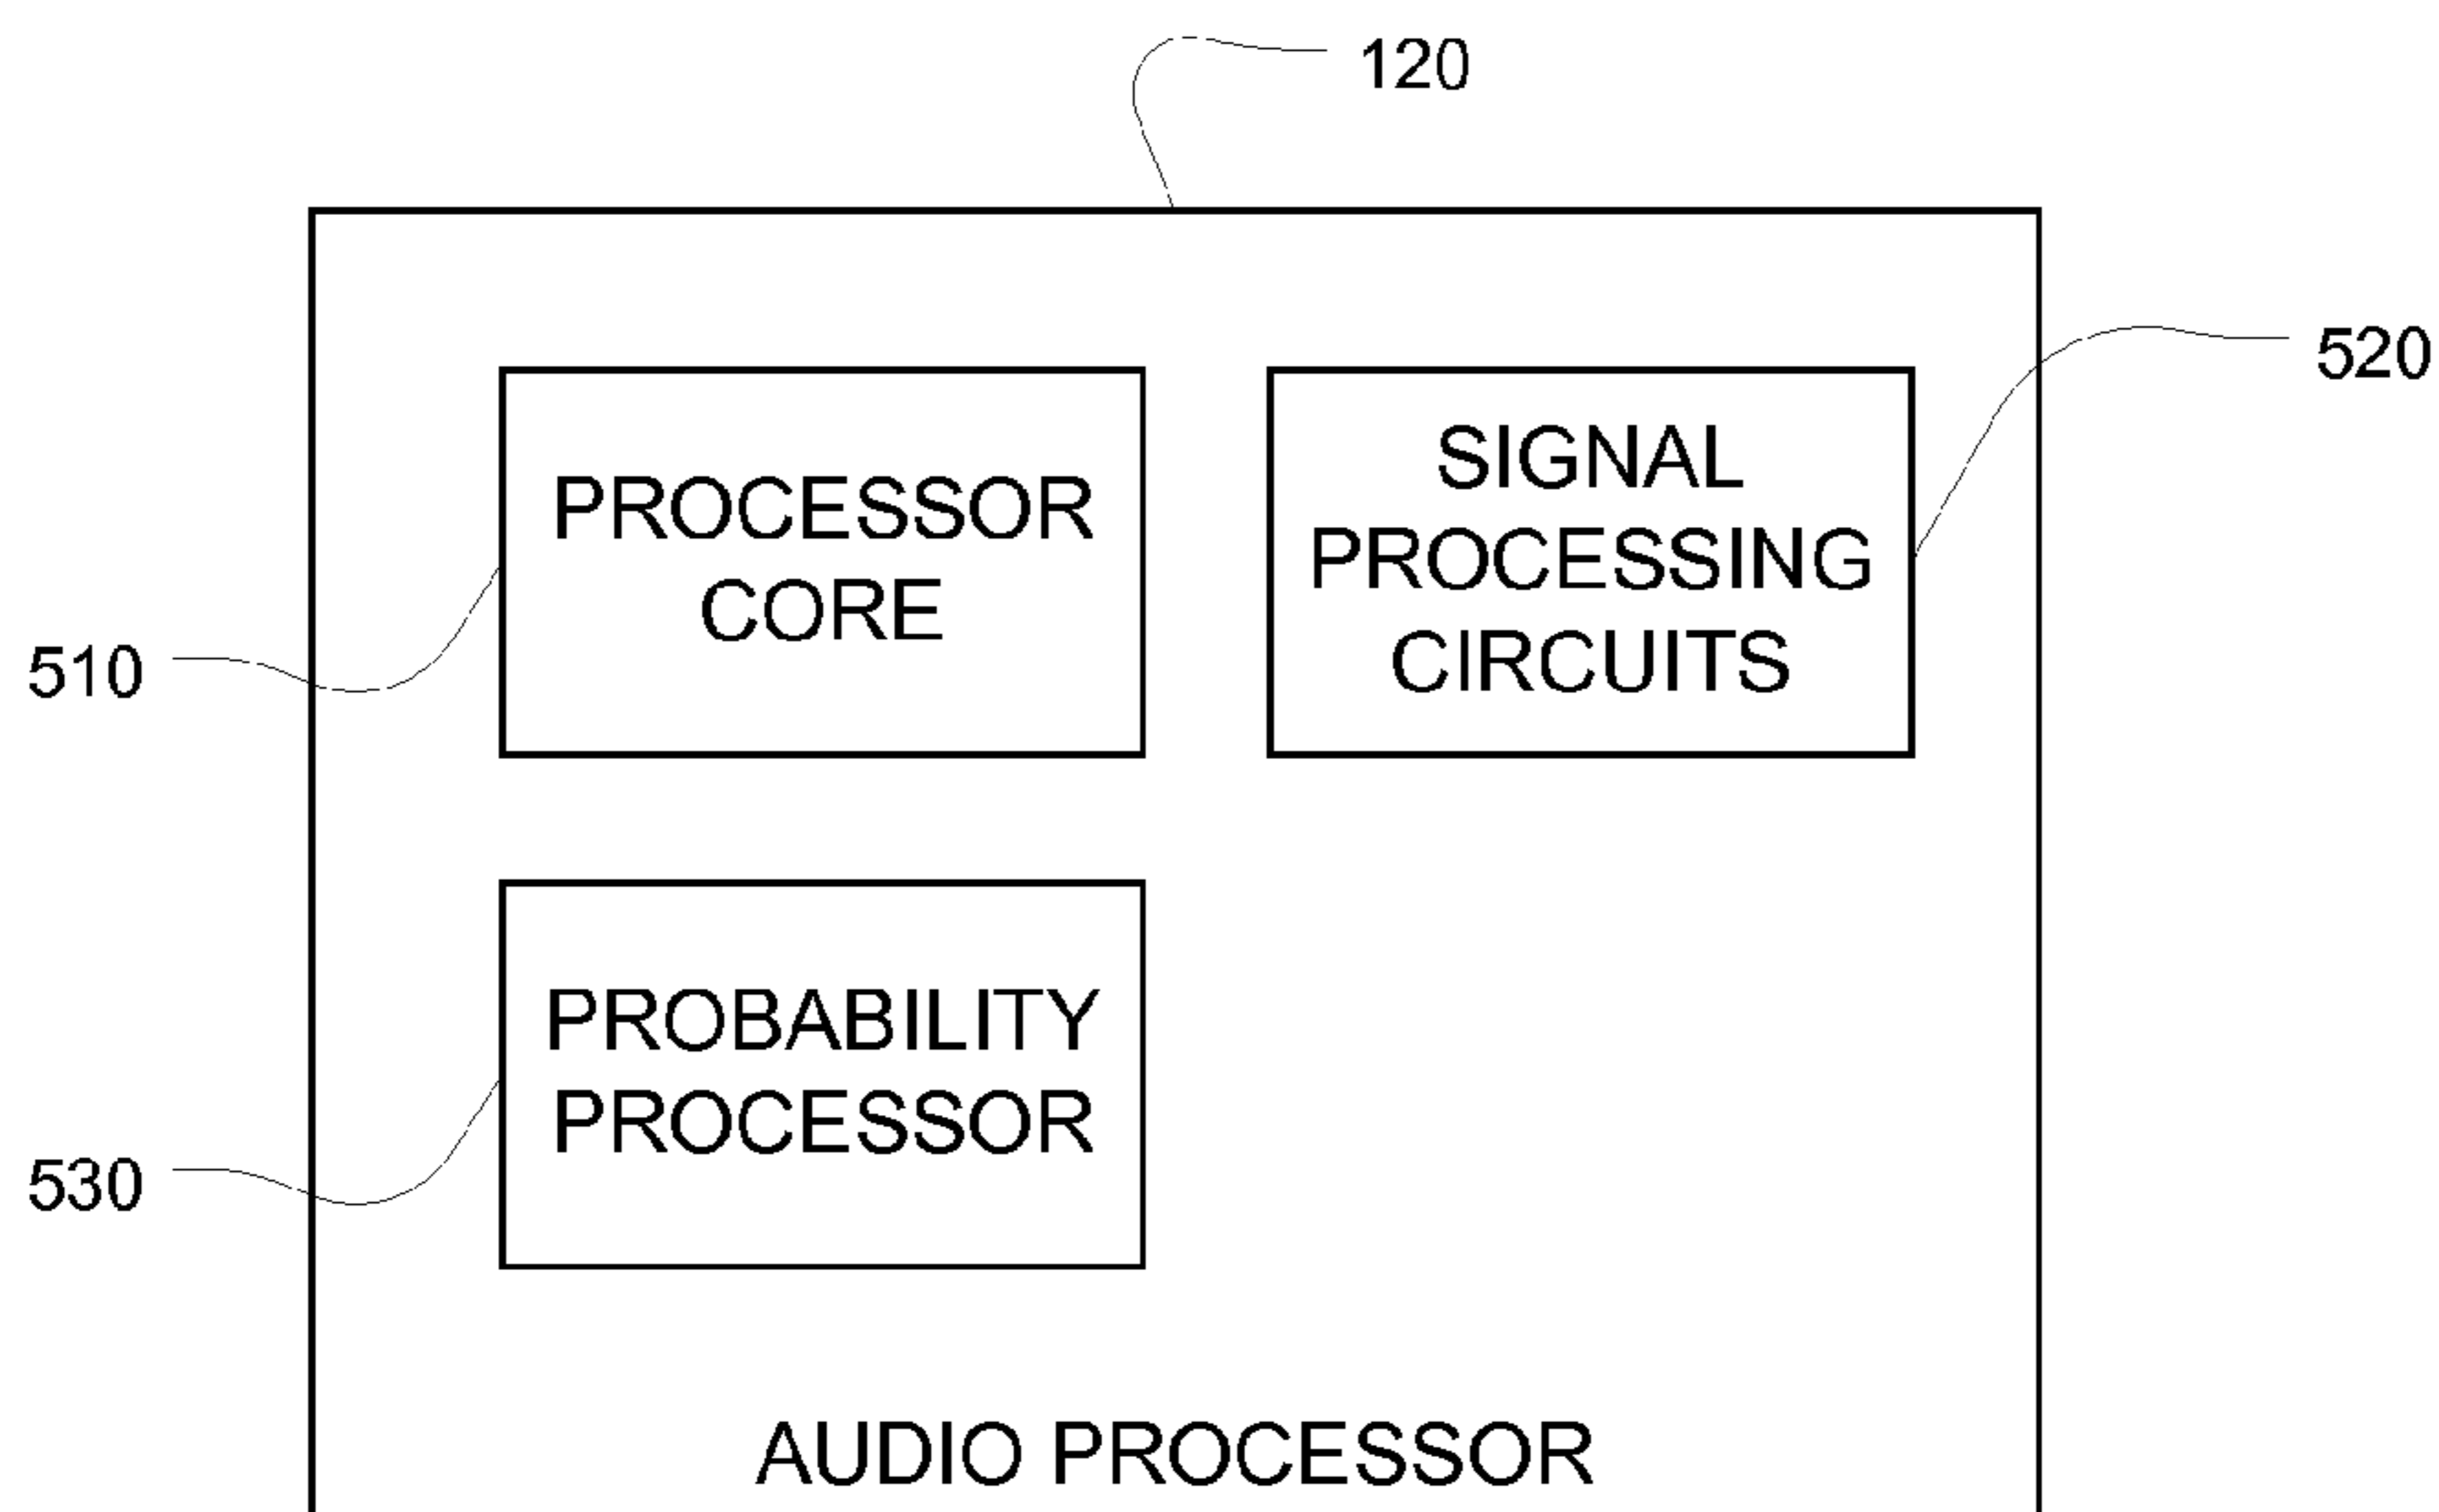 120
520
PROCESSOR
CORE
SIGNAL
PROCESSING
CIRCUITS
510
PROBABILITY
PROCESSOR
530
AUDIO PROCESSOR